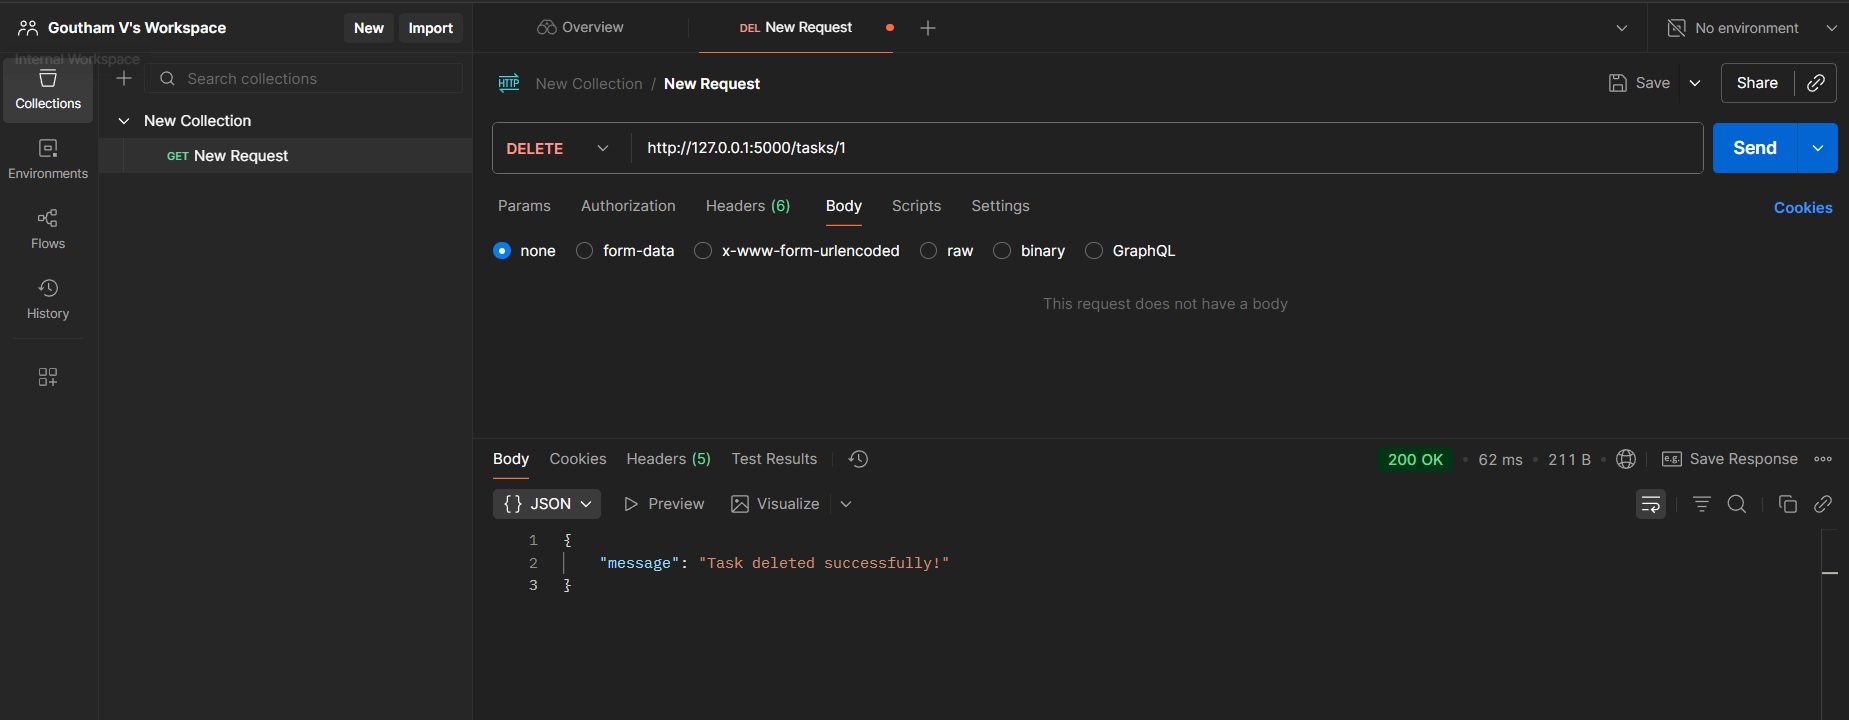 Goutham V's Workspace
New
Import
Overview
DEL New Request
No environment
Internal Workspace
Search collections
Collections
New Collection
GET New Request
Environments
Flows
History
HTTP
New Collection / New Request
Save
Share
DELETE
http://127.0.0.1:5000/tasks/1
Send
Params
Authorization
Headers (6)
Body
Scripts
Settings
Cookies
none
form-data
x-www-form-urlencoded
raw
binary
GraphQL
This request does not have a body
Body
Cookies
Headers (5)
Test Results
200 OK
62 ms
211 B
e.g.
Save Response
{} JSON
Preview
Visualize
1 {
2 "message": "Task deleted successfully!"
3 }